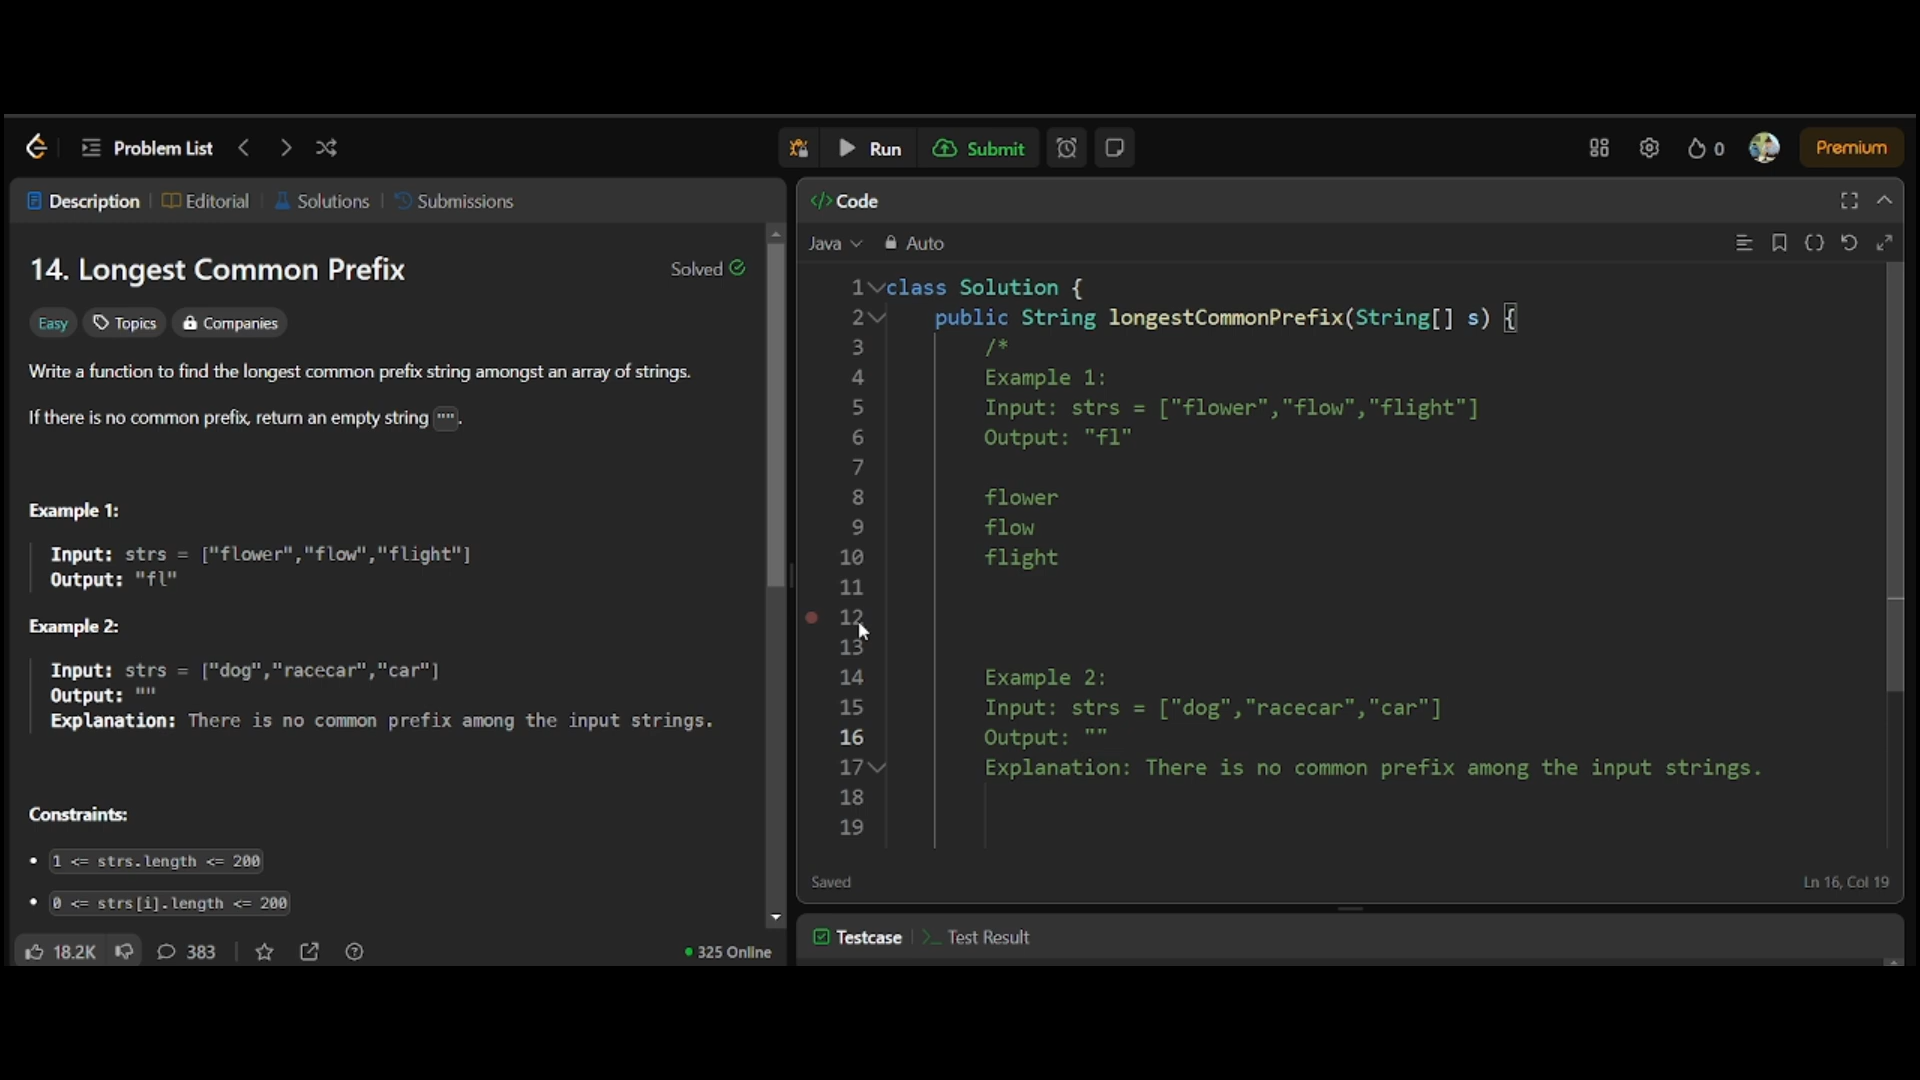 Problem List
Run
Submit
0
Premium
Description
Editorial
Solutions
Submissions
14. Longest Common Prefix
Solved
Easy
Topics
Companies
Write a function to find the longest common prefix string amongst an array of strings.
If there is no common prefix, return an empty string "".
Example 1:
Input: strs = ["flower","flow","flight"]
Output: "fl"
Example 2:
Input: strs = ["dog","racecar","car"]
Output: ""
Explanation: There is no common prefix among the input strings.
Constraints:
• 1 <= strs.length <= 200
• 0 <= strs[i].length <= 200
18.2K
383
325 Online
</> Code
Java
Auto
1 class Solution {
2 public String longestCommonPrefix(String[] s) {
3 /*
4 Example 1:
5 Input: strs = ["flower","flow","flight"]
6 Output: "fl"
7
8 flower
9 flow
10 flight
11
12
13
14 Example 2:
15 Input: strs = ["dog","racecar","car"]
16 Output: ""
17 Explanation: There is no common prefix among the input strings.
18
19
Saved
Ln 16, Col 19
Testcase
>_ Test Result